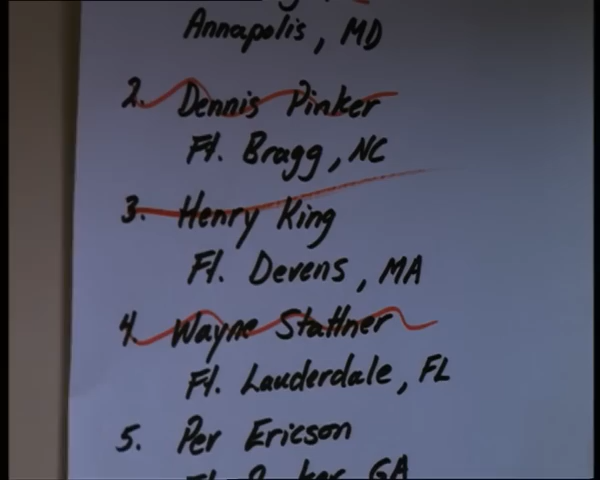 Annapolis, MD
2. Dennis Pinker
Ft. Bragg, NC
3. Henry King
Ft. Devens, MA
4. Wayne Stattner
Ft. Lauderdale, FL
5. Per Ericson
GA